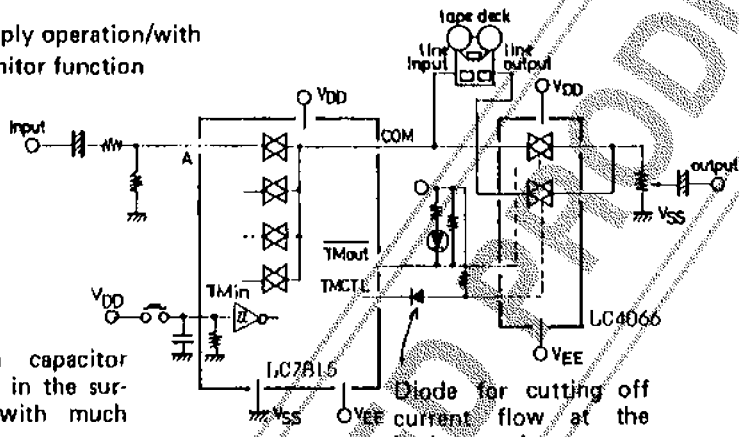 ply operation/with
nitor function
tape deck
line
input
line
output
VDD
VDD
Input
A
COM
output
VSS
TMout
TMCTL
VDD
TMin
LC4066
VEE
capacitor
in the sur-
with much
LC7815
VSS
VEE
Diode for cutting off
current flow at the